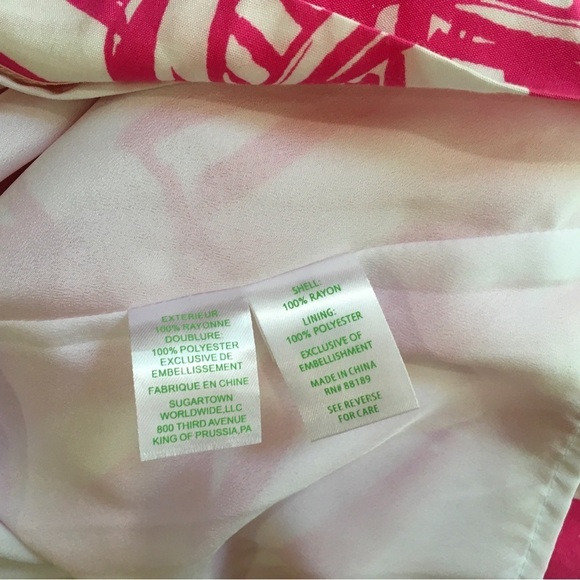 EXTERIEUR
100% RAYONNE
DOUBLURE:
100% POLYESTER
EXCLUSIVE DE
EMBELLISSEMENT
FABRIQUE EN CHINE
SUGARTOWN
WORLDWIDE,LLC
800 THIRD AVENUE
KING OF PRUSSIA,PA
SHELL:
100% RAYON
LINING:
100% POLYESTER
EXCLUSIVE OF
EMBELLISHMENT
MADE IN CHINA
RN# 88189
SEE REVERSE
FOR CARE